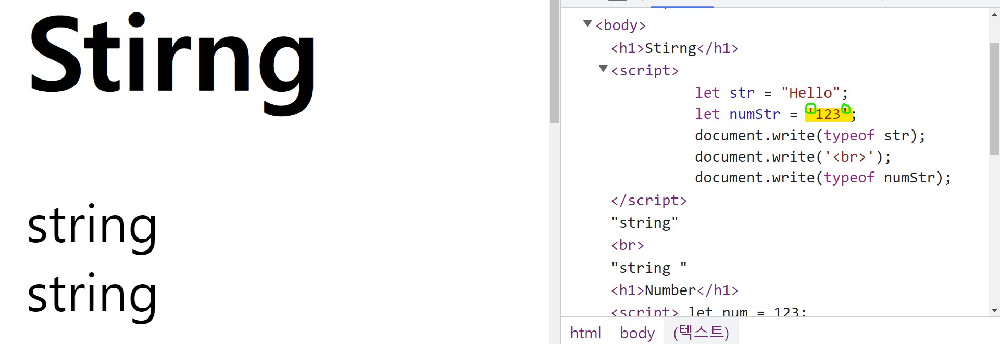 Stirng
string
string
<body>
<h1>Stirng</h1>
<script>
let str = "Hello";
let numStr = '123';
document.write(typeof str);
document.write('<br>');
document.write(typeof numStr);
</script>
"string"
<br>
"string "
<h1>Number</h1>
<script> let num = 123;
html body (텍스트)